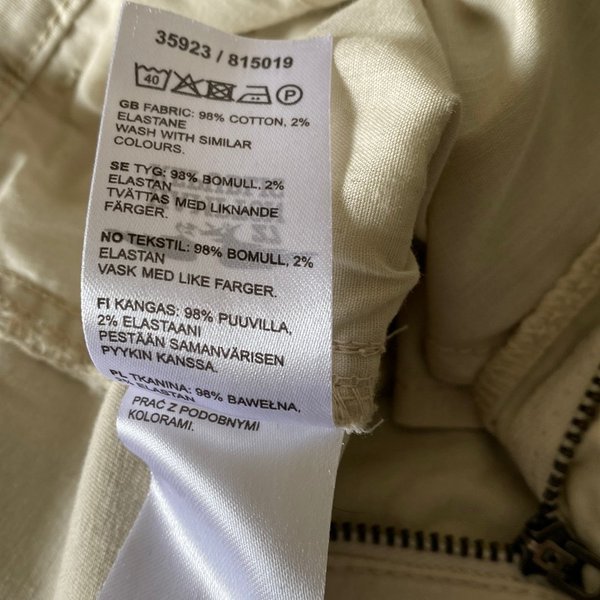 35923 / 815019
40 P
GB FABRIC: 98% COTTON, 2%
ELASTANE
WASH WITH SIMILAR
COLOURS.
SE TYG: 98% BOMULL, 2%
ELASTAN
TVÄTTAS MED LIKNANDE
FÄRGER.
NO TEKSTIL: 98% BOMULL, 2%
ELASTAN
VASK MED LIKE FARGER.
FI KANGAS: 98% PUUVILLA,
2% ELASTAANI
PESTÄÄN SAMANVÄRISEN
PYYKIN KANSSA.
PL TKANINA: 98% BAWEŁNA,
ELASTAN
PRAĆ Z PODOBNYMI
KOLORAMI.